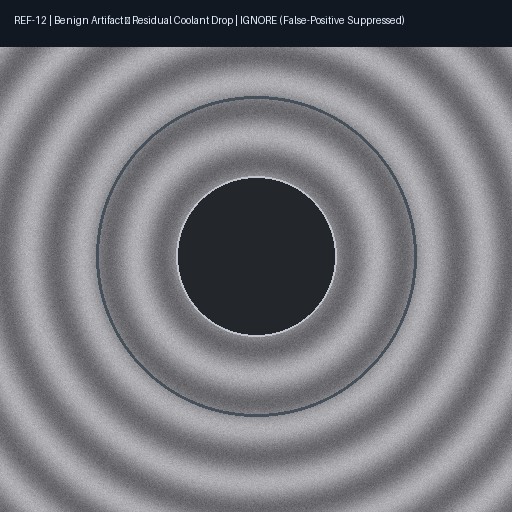 REF-12 | Benign Artifact▯Residual Coolant Drop | IGNORE (False-Positive Suppressed)